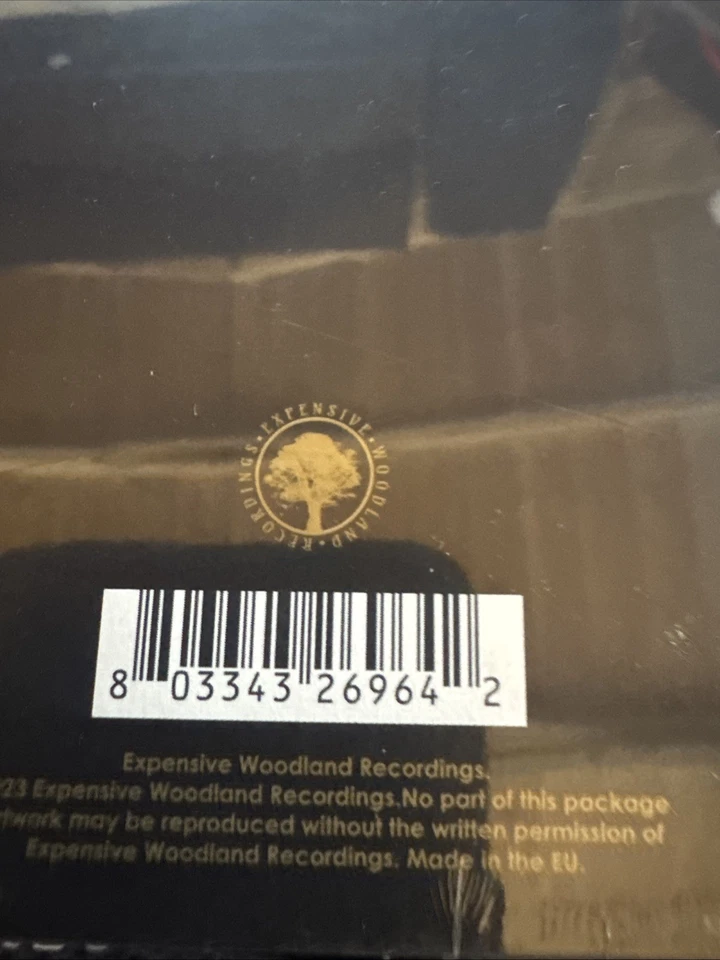 EXPENSIVE • WOODLAND • RECORDINGS •
8 03343 26964 2
Expensive Woodland Recordings.
23 Expensive Woodland Recordings.No part of this package
may be reproduced without the written permission of
Expensive Woodland Recordings. Made in the EU.